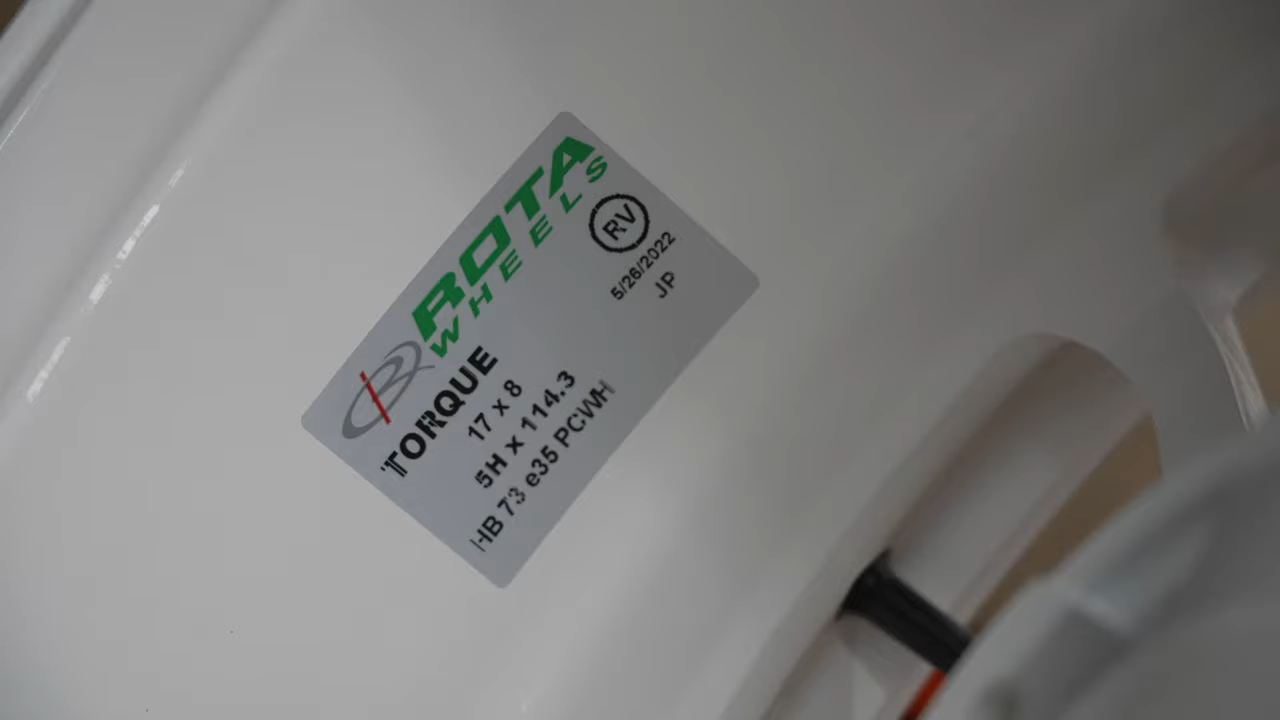 ROTA
WHEELS
RV
5/26/2022
JP
TORQUE
17 x 8
5H x 114.3
HB 73 e35 PCWH